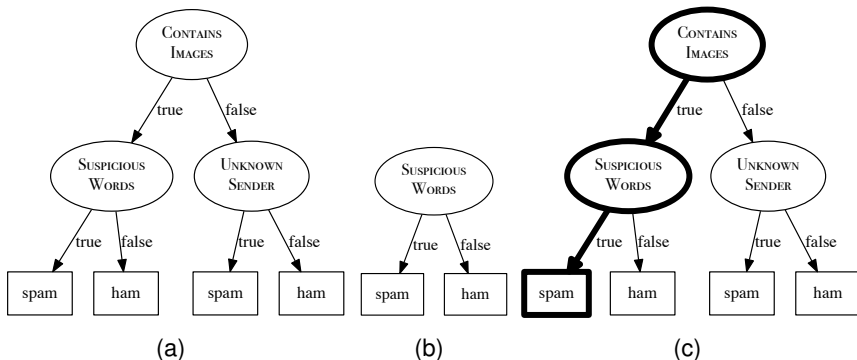 CONTAINS
IMAGES
true
false
SUSPICIOUS
WORDS
UNKNOWN
SENDER
true
false
true
false
spam
ham
spam
ham
(a)
SUSPICIOUS
WORDS
true
false
spam
ham
(b)
CONTAINS
IMAGES
true
false
SUSPICIOUS
WORDS
UNKNOWN
SENDER
true
false
true
false
spam
ham
spam
ham
(c)